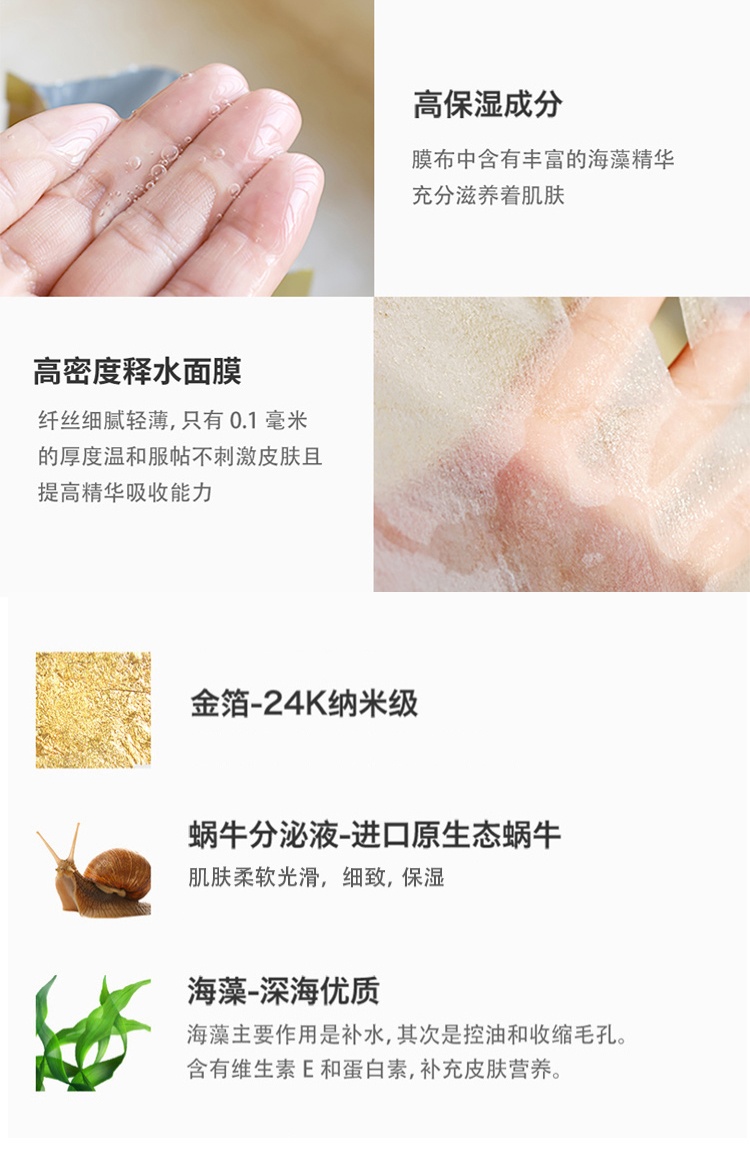 高保湿成分
膜布中含有丰富的海藻精华
充分滋养着肌肤
高密度释水面膜
纤丝细腻轻薄,只有 0.1 毫米
的厚度温和服帖不刺激皮肤且
提高精华吸收能力
金箔-24K纳米级
蜗牛分泌液-进口原生态蜗牛
肌肤柔软光滑, 细致, 保湿
海藻-深海优质
海藻主要作用是补水,其次是控油和收缩毛孔。
含有维生素 E 和蛋白素,补充皮肤营养。